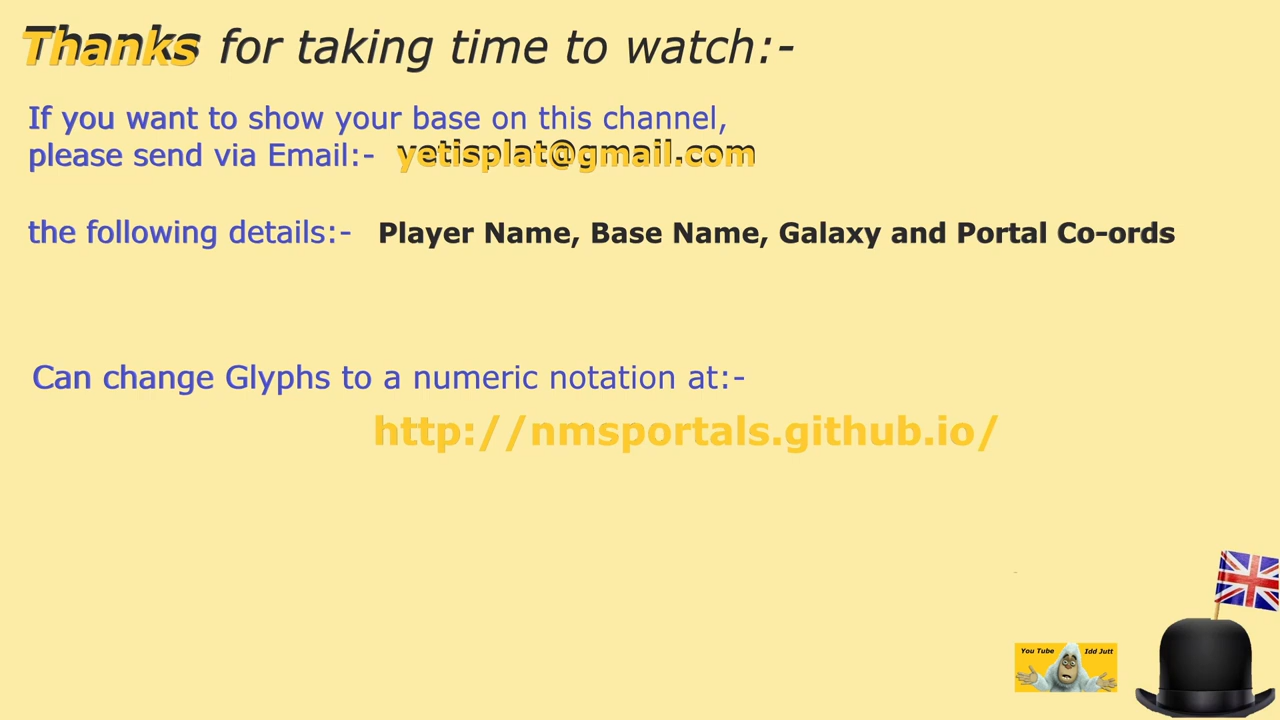 Thanks for taking time to watch:-
If you want to show your base on this channel,
please send via Email:- yetisplat@gmail.com
the following details:- Player Name, Base Name, Galaxy and Portal Co-ords
Can change Glyphs to a numeric notation at:-
http://nmsportals.github.io/
You Tube Idd Jutt